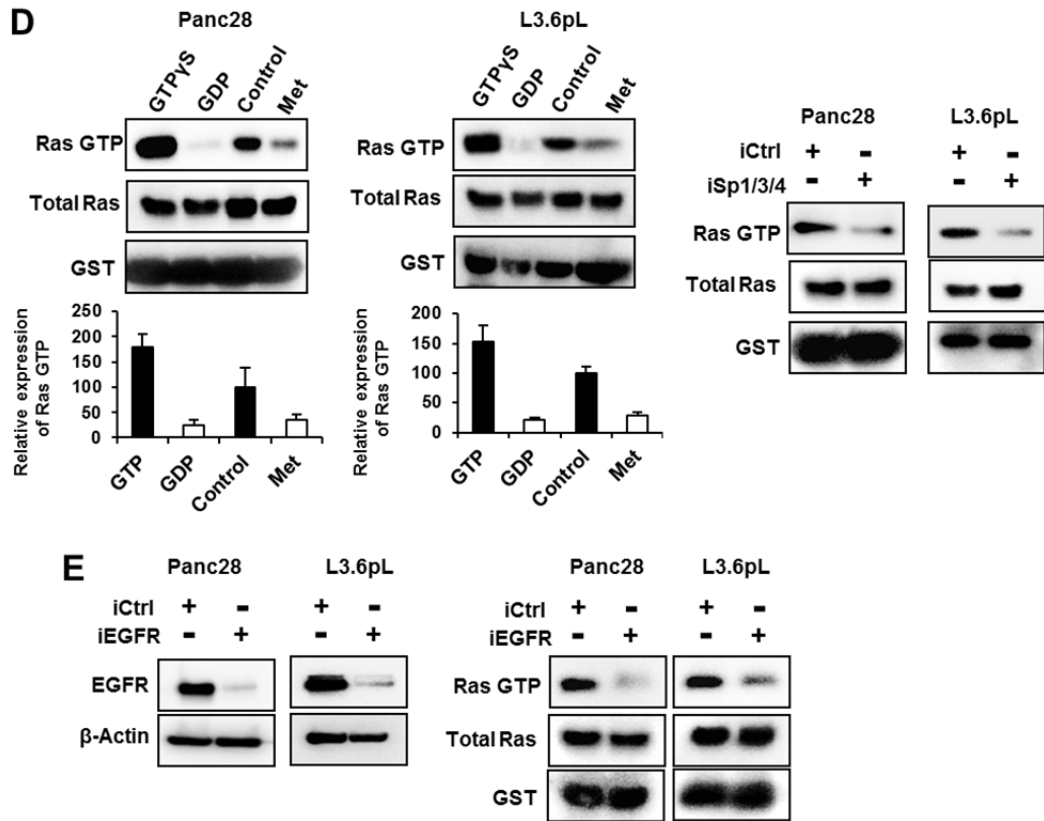 D
Panc28
GTPγS GDP Control Met
Ras GTP
Total Ras
GST
250
200
150
100
50
0
Relative expression
of Ras GTP
GTP GDP Control Met
L3.6pL
GTPγS GDP Control Met
Ras GTP
Total Ras
GST
200
150
100
50
0
Relative expression
of Ras GTP
GTP GDP Control Met
Panc28 L3.6pL
iCtrl + - + -
iSp1/3/4 - + - +
Ras GTP
Total Ras
GST
E
Panc28 L3.6pL
iCtrl + - + -
iEGFR - + - +
EGFR
β-Actin
Panc28 L3.6pL
iCtrl + - + -
iEGFR - + - +
Ras GTP
Total Ras
GST